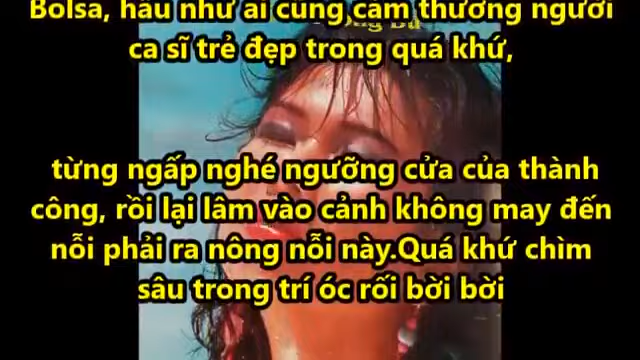 Bolsa, hầu như ai cũng cảm thương người
ca sĩ trẻ đẹp trong quá khứ,
từng ngấp nghé ngưỡng cửa của thành
công, rồi lại lâm vào cảnh không may đến
nỗi phải ra nông nỗi này.Quá khứ chìm
sâu trong trí óc rối bời bời